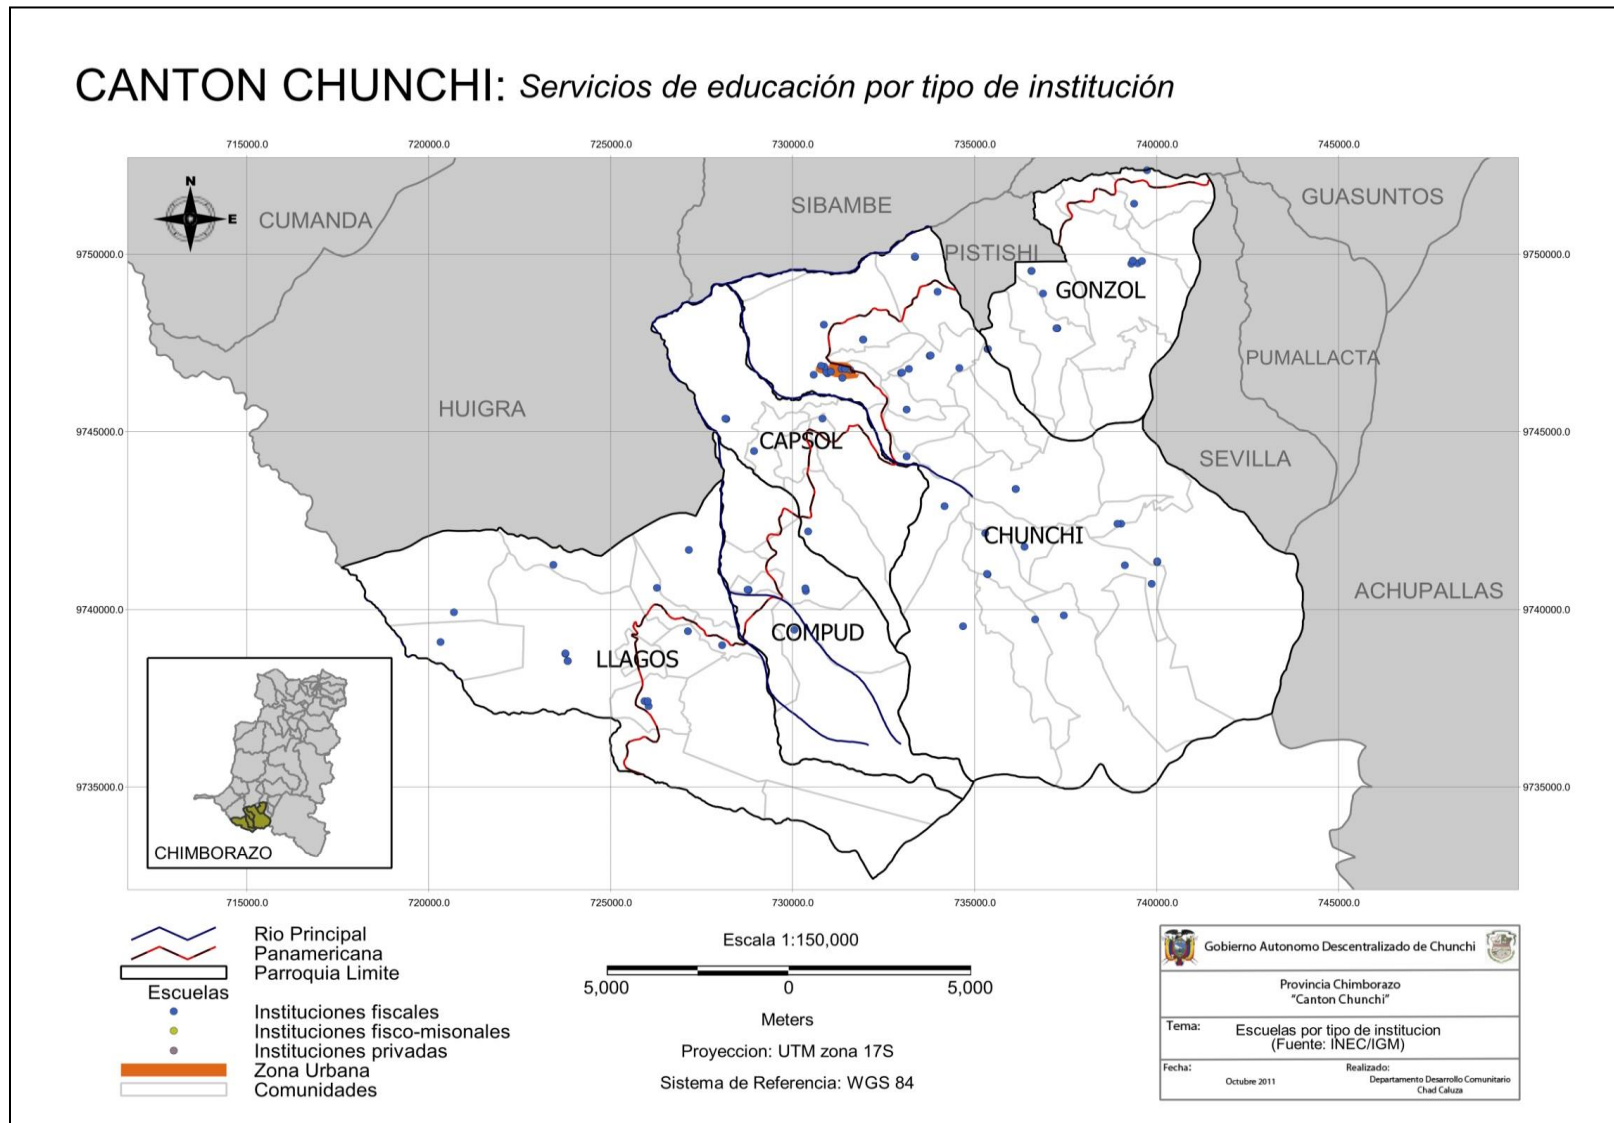 CANTON CHUNCHI: Servicios de educación por tipo de institución
715000.0 720000.0 725000.0 730000.0 735000.0 740000.0 745000.0
N
E
CUMANDA
SIBAMBE
GUASUNTOS
PISTISHI
9750000.0 9750000.0
GONZOL
PUMALLACTA
HUIGRA
9745000.0 9745000.0
CAPSOL
SEVILLA
CHUNCHI
ACHUPALLAS
9740000.0 9740000.0
COMPUD
LLAGOS
9735000.0 9735000.0
CHIMBORAZO
715000.0 720000.0 725000.0 730000.0 735000.0 740000.0 745000.0
Rio Principal
Panamericana
Parroquia Limite
Escuelas
Instituciones fiscales
Instituciones fisco-misonales
Instituciones privadas
Zona Urbana
Comunidades
Escala 1:150,000
5,000 0 5,000
Meters
Proyeccion: UTM zona 17S
Sistema de Referencia: WGS 84
Gobierno Autonomo Descentralizado de Chunchi
Provincia Chimborazo
"Canton Chunchi"
Tema: Escuelas por tipo de institucion
(Fuente: INEC/IGM)
Fecha: Realizado:
Octubre 2011 Departamento Desarrollo Comunitario
Chad Caluza